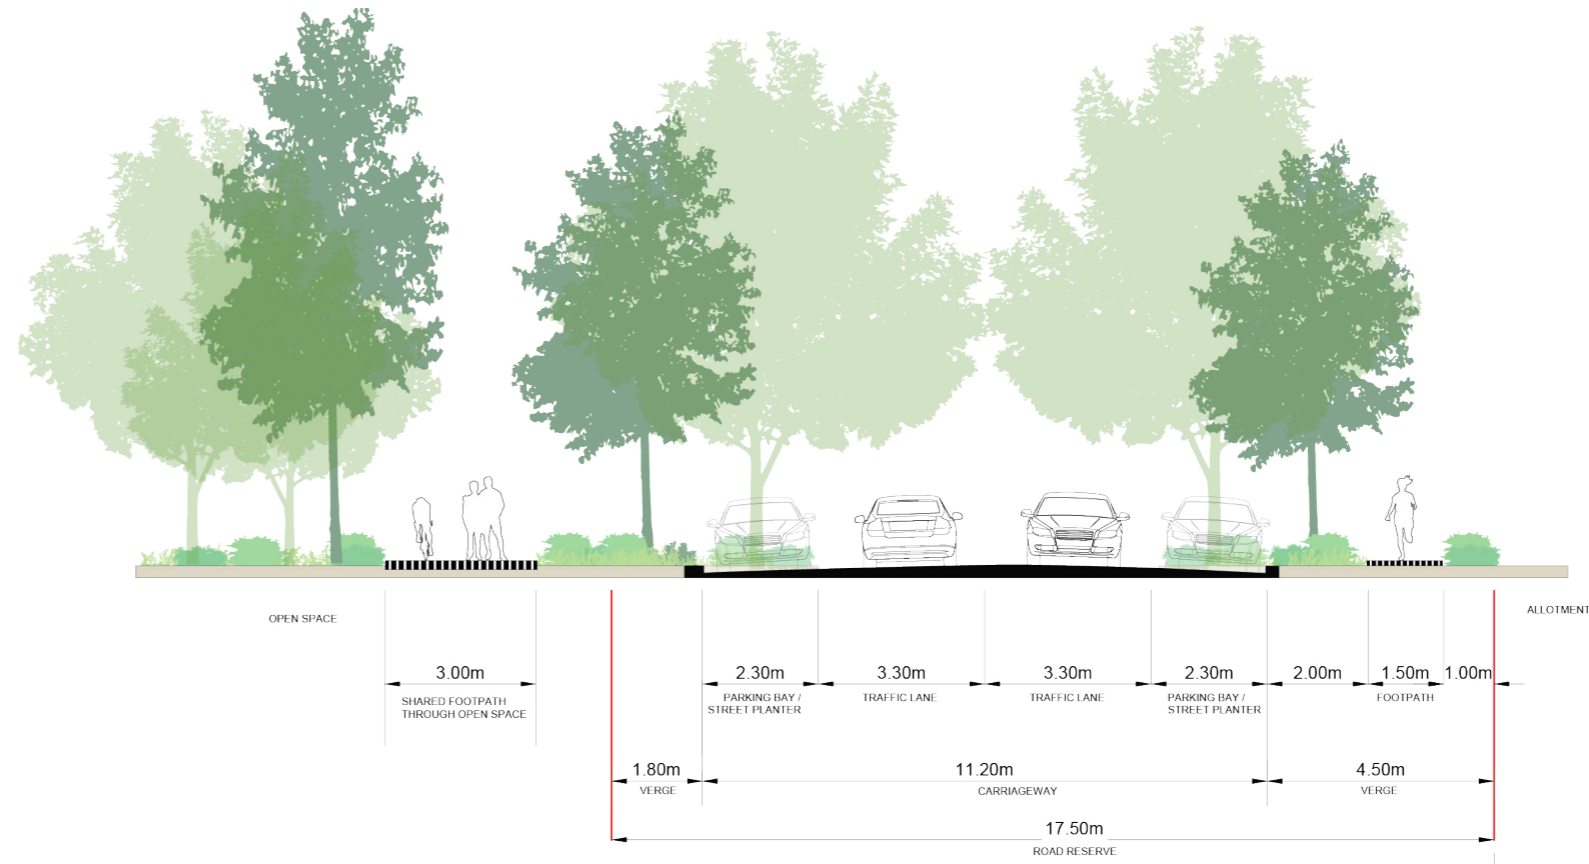 OPEN SPACE
ALLOTMENT
3.00m
SHARED FOOTPATH
THROUGH OPEN SPACE
2.30m
PARKING BAY /
STREET PLANTER
3.30m
TRAFFIC LANE
3.30m
TRAFFIC LANE
2.30m
PARKING BAY /
STREET PLANTER
2.00m
1.50m
FOOTPATH
1.00m
1.80m
VERGE
11.20m
CARRIAGEWAY
4.50m
VERGE
17.50m
ROAD RESERVE